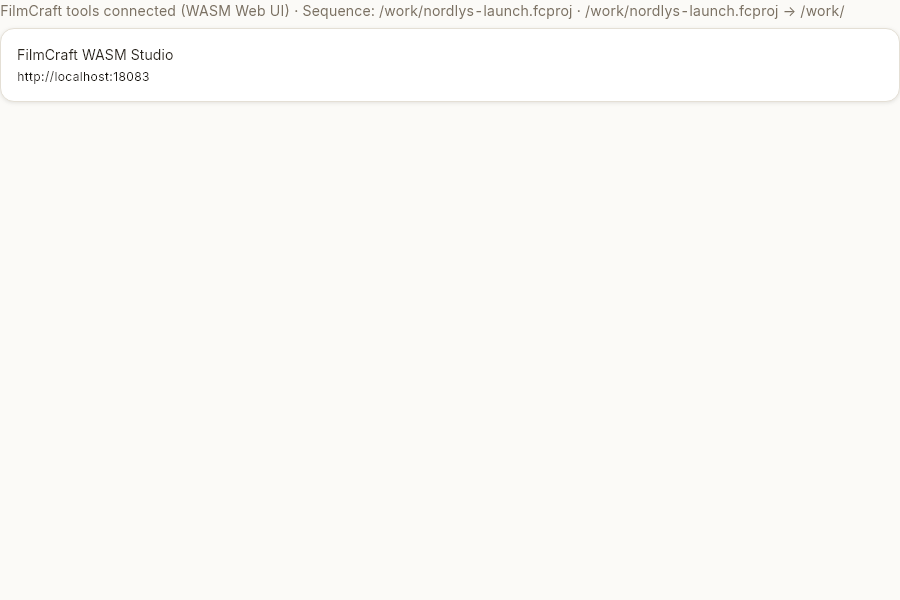 FilmCraft tools connected (WASM Web UI) · Sequence: /work/nordlys-launch.fcproj · /work/nordlys-launch.fcproj → /work/
FilmCraft WASM Studio
http://localhost:18083